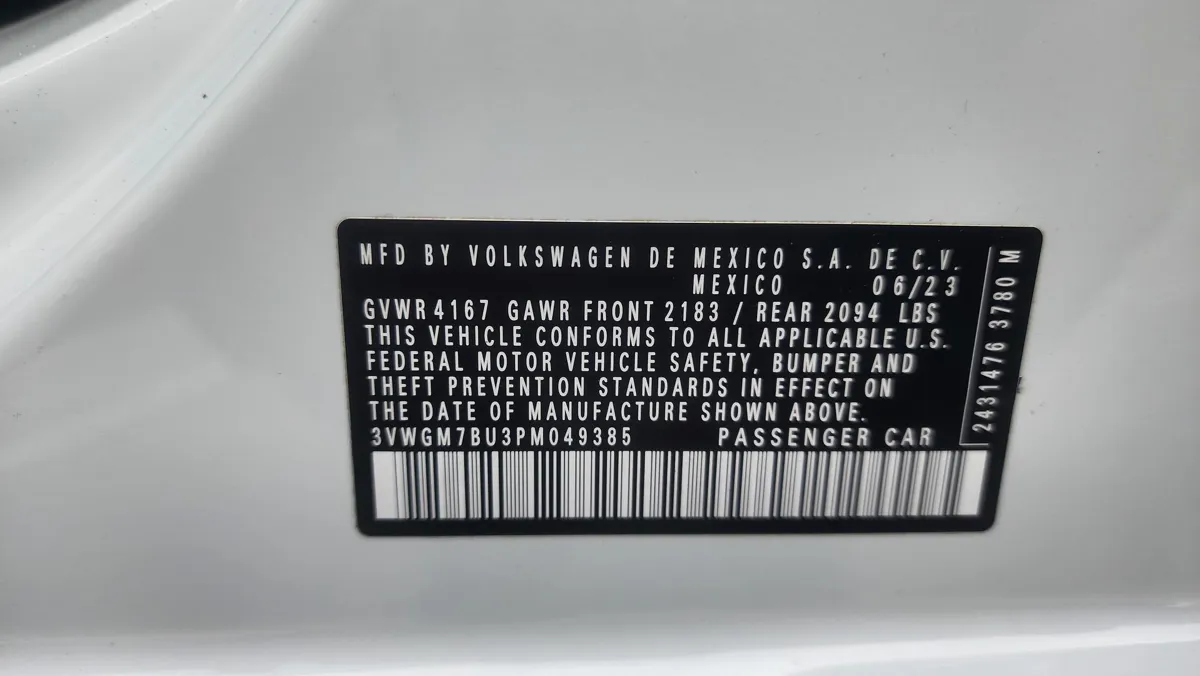 MFD BY VOLKSWAGEN DE MEXICO S.A. DE C.V.
MEXICO 06/23
GVWR 4167 GAWR FRONT 2183 / REAR 2094 LBS
THIS VEHICLE CONFORMS TO ALL APPLICABLE U.S.
FEDERAL MOTOR VEHICLE SAFETY, BUMPER AND
THEFT PREVENTION STANDARDS IN EFFECT ON
THE DATE OF MANUFACTURE SHOWN ABOVE.
3VWGM7BU3PM049385 PASSENGER CAR
2431476 3780 M